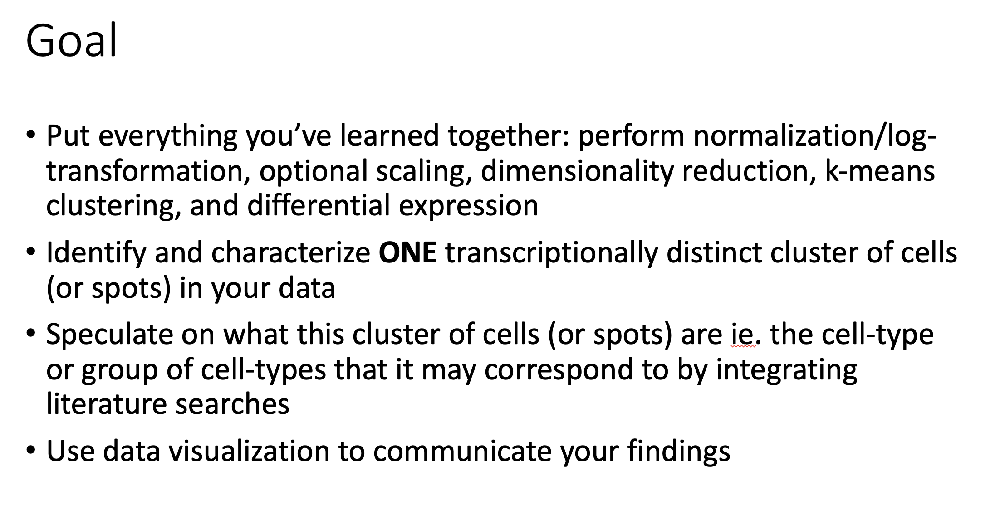 Goal
• Put everything you’ve learned together: perform normalization/log-
transformation, optional scaling, dimensionality reduction, k-means
clustering, and differential expression
• Identify and characterize ONE transcriptionally distinct cluster of cells
(or spots) in your data
• Speculate on what this cluster of cells (or spots) are ie. the cell-type
or group of cell-types that it may correspond to by integrating
literature searches
• Use data visualization to communicate your findings